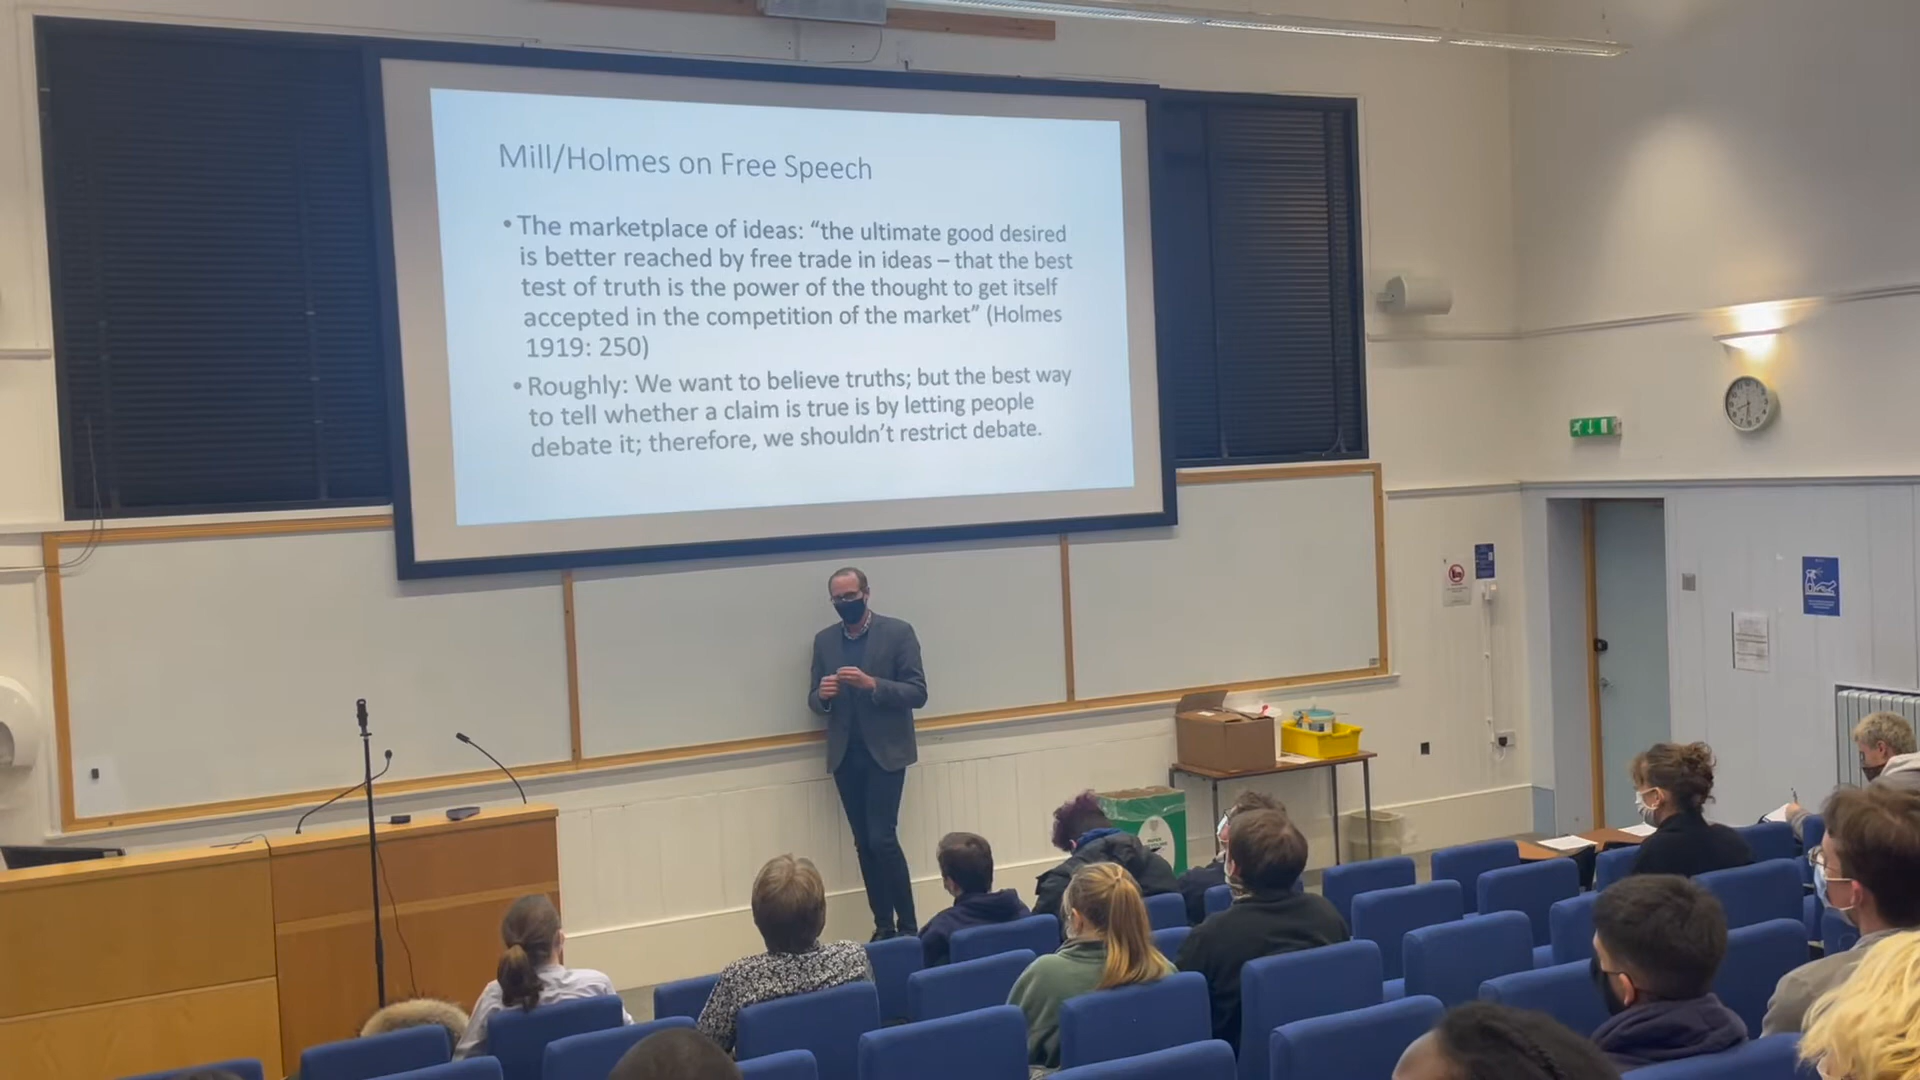 Mill/Holmes on Free Speech
• The marketplace of ideas: “the ultimate good desired
is better reached by free trade in ideas – that the best
test of truth is the power of the thought to get itself
accepted in the competition of the market” (Holmes
1919: 250)
• Roughly: We want to believe truths; but the best way
to tell whether a claim is true is by letting people
debate it; therefore, we shouldn’t restrict debate.